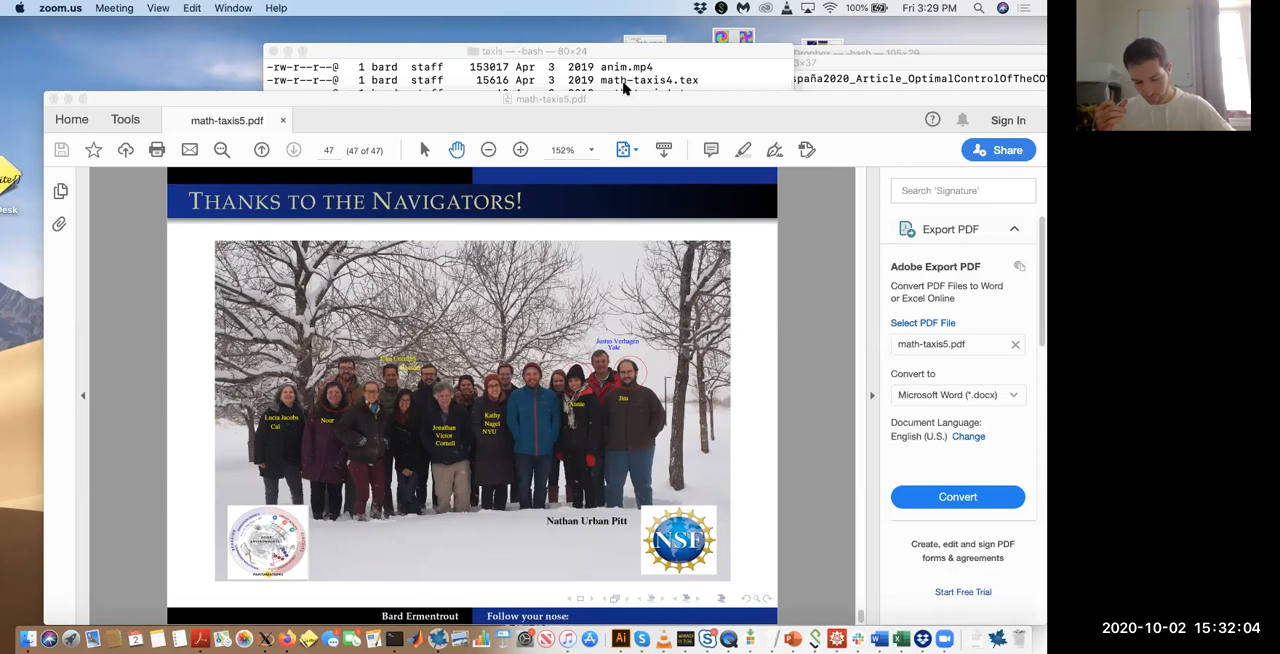 zoom.us Meeting View Edit Window Help 100% Fri 3:29 PM
taxis — -bash — 80×24
-rw-r--r--@ 1 bard staff 153017 Apr 3 2019 anim.mp4
-rw-r--r--@ 1 bard staff 15616 Apr 3 2019 math-taxis4.tex
math-taxis5.pdf
Home Tools math-taxis5.pdf × Sign In
47 (47 of 47) 152% Share
THANKS TO THE NAVIGATORS!
Justus Verhagen
Yale
Lucia Jacobs
Cal
Nour
Jonathan
Victor
Cornell
Kathy
Nagel
NYU
Annie
Jim
Nathan Urban Pitt
NSF
Bard Ermentrout Follow your nose:
Search 'Signature'
Export PDF
Adobe Export PDF
Convert PDF Files to Word
or Excel Online
Select PDF File
math-taxis5.pdf
Convert to
Microsoft Word (*.docx)
Document Language:
English (U.S.) Change
Convert
Create, edit and sign PDF
forms & agreements
Start Free Trial
2020-10-02 15:32:04